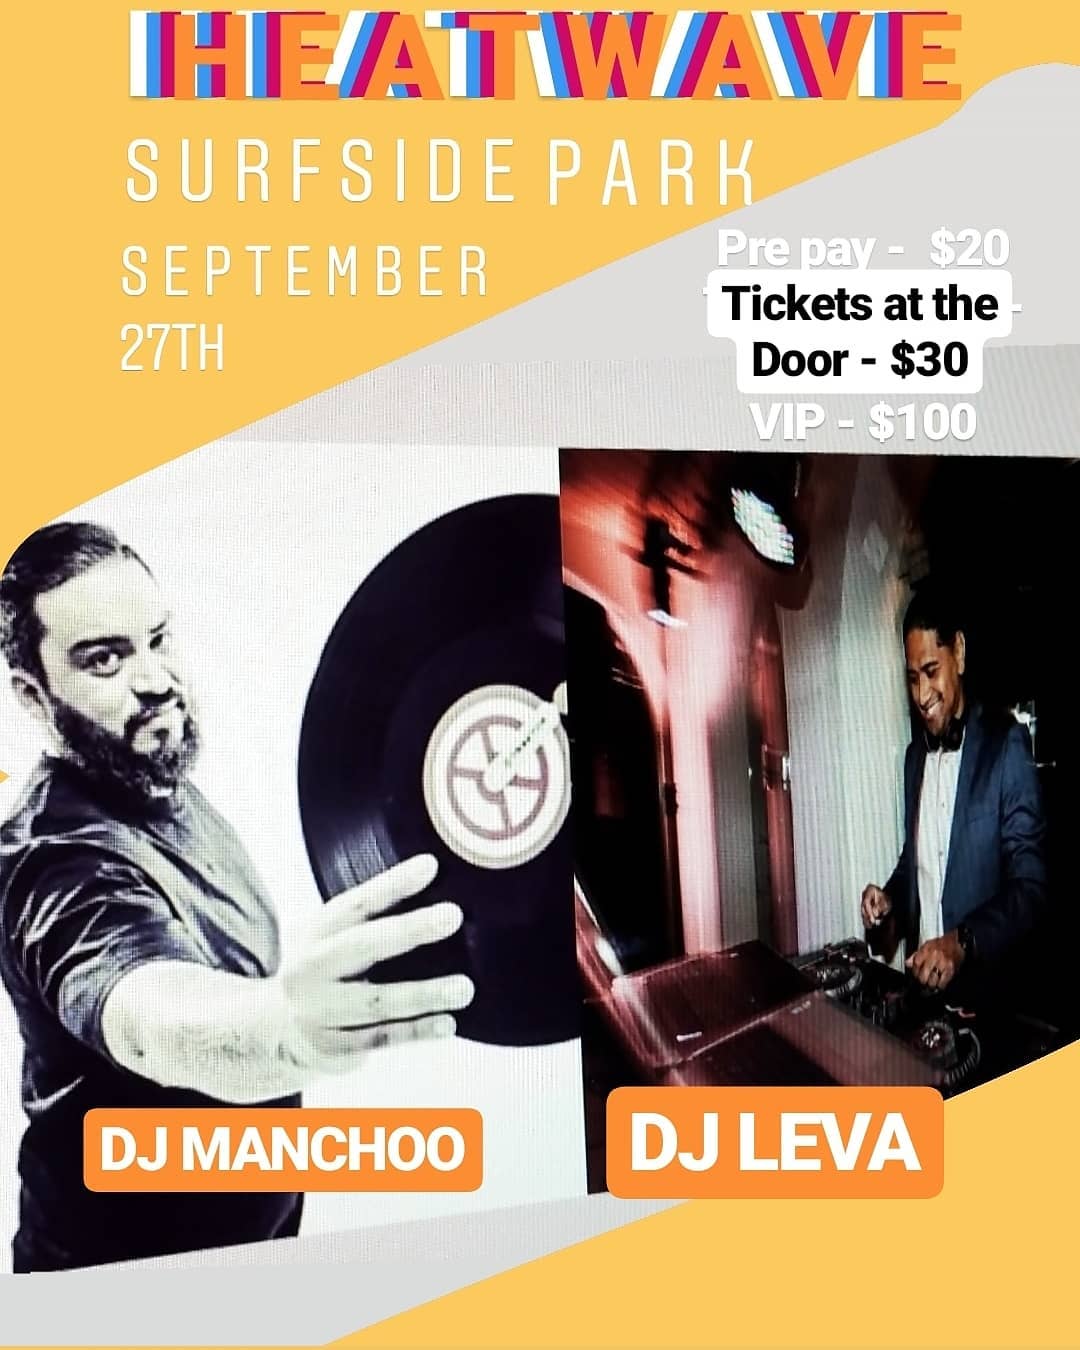 HEATWAVE
SURFSIDE PARK
SEPTEMBER
27TH
Pre pay - $20
Tickets at the
Door - $30
VIP - $100
DJ MANCHOO
DJ LEVA